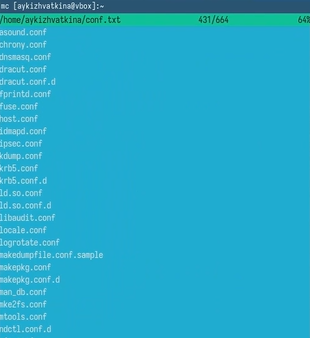 mc [aykizhvatkina@vbox]:~
/home/aykizhvatkina/conf.txt 431/664 64%
asound.conf
chrony.conf
dnsmasq.conf
dracut.conf
dracut.conf.d
fprintd.conf
fuse.conf
host.conf
idmapd.conf
ipsec.conf
kdump.conf
krb5.conf
krb5.conf.d
ld.so.conf
ld.so.conf.d
libaudit.conf
locale.conf
logrotate.conf
makedumpfile.conf.sample
makepkg.conf
makepkg.conf.d
man_db.conf
mke2fs.conf
mtools.conf
ndctl.conf.d